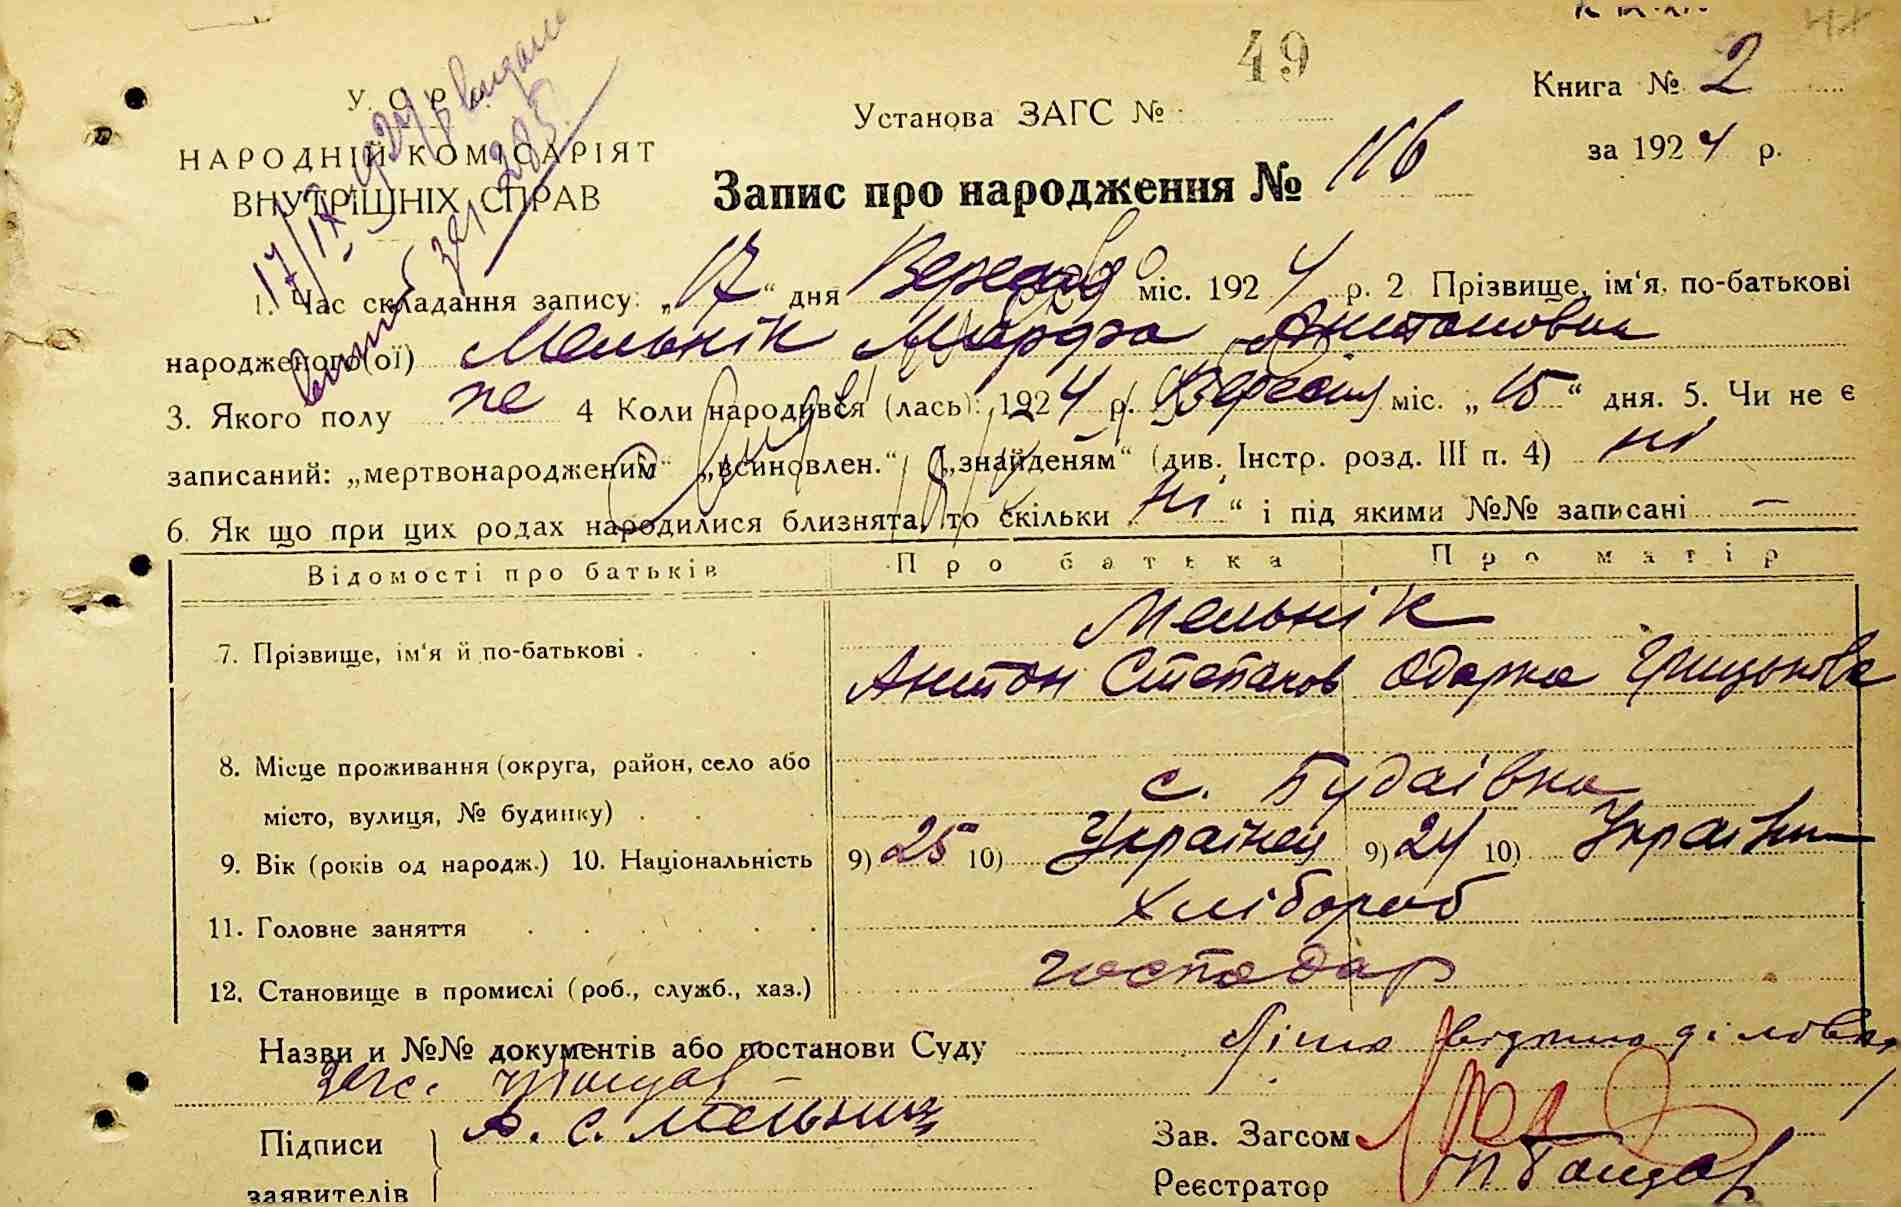 49
Книга № 2
У. С. Р. Р.
Установа ЗАГС №
за 1924 р.
НАРОДНІЙ КОМІСАРІЯТ
ВНУТРІШНІХ СПРАВ
Запис про народження № 116
1. Час складання запису: „17“ дня Вересня міс. 1924 р. 2 Прізвище, ім‘я, по-батькові
народженого(ої) Мельнік Марфа Антоновна
3. Якого полу же 4 Коли народився (лась): 1924 р. Вересня міс. „15“ дня. 5. Чи не є
записаний: „мертвонародженим“ „всиновлен.“, „знайденям“ (див. Інстр. розд. III п. 4) ні
6. Як що при цих родах народилися близнята, то скільки „ні“ і під якими №№ записані —
Відомості про батьків Про батька Про матір
Мельнік
7. Прізвище, ім‘я й по-батькові . . .
Антон Степанов Одарка Грицьківа
8. Місце проживання (округа, район, село або
місто, вулиця, № будинку) . . .
с. Будаївка
9. Вік (років од народж.) 10. Національність 9) 25 10) Українец 9) 24 10) Українк
11. Головне заняття . . . . . Хлібороб
12. Становище в промислі (роб., служб., хаз.) господар
Назви и №№ документів або постанови Суду
Підписи А. С. Мельниц
заявителів
Зав. Загсом
Реєстратор